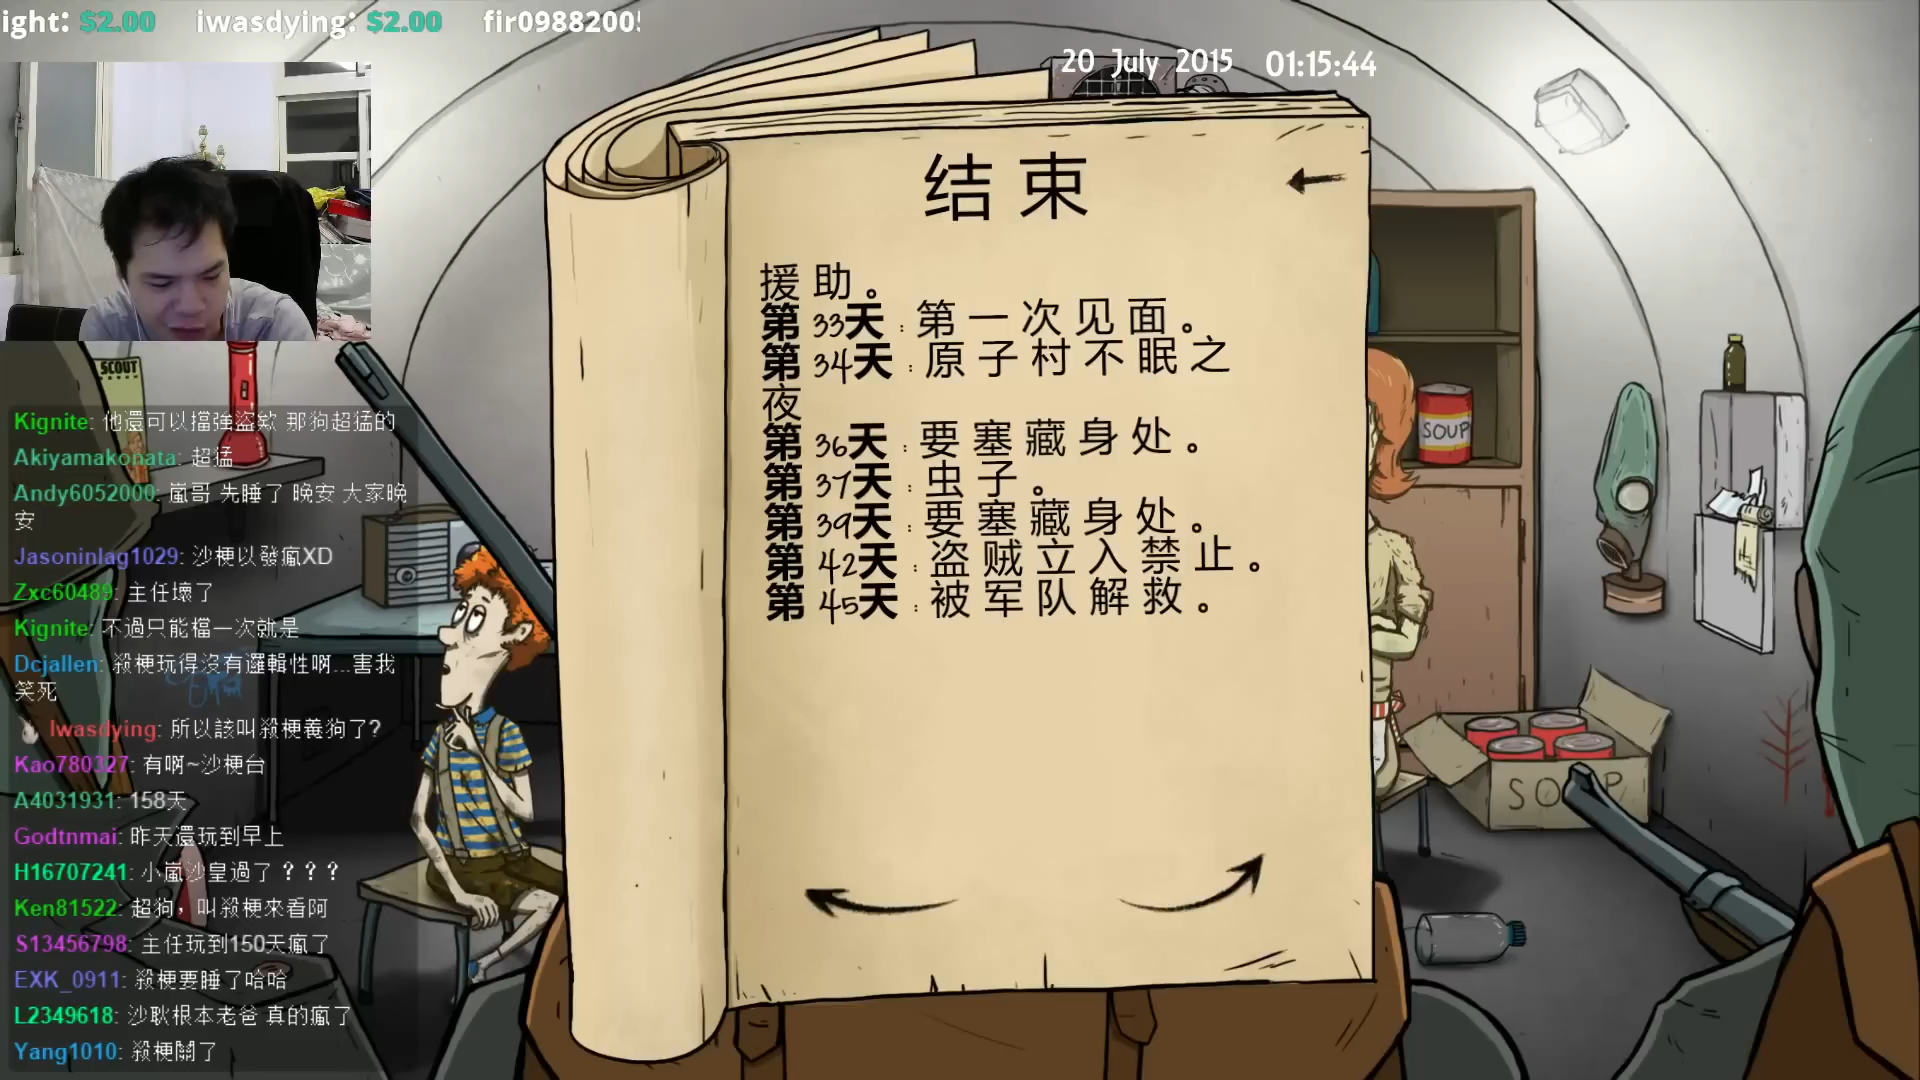 ight: $2.00 iwasdying: $2.00 fir09882005
20 July 2015 01:15:44
结束
援助。
第33天：第一次见面。
第34天：原子村不眠之
夜
第36天：要塞藏身处。
第37天：虫子。
第39天：要塞藏身处。
第42天：盗贼立入禁止。
第45天：被军队解救。
SCOUT
SOUP
SOUP
Kignite: 他還可以擋強盜欸 那狗超猛的
Akiyamakonata: 超猛
Andy6052000: 嵐哥 先睡了 晚安 大家晚
安
Jasoninlag1029: 沙梗以發瘋XD
Zxc60489: 主任壞了
Kignite: 不過只能檔一次就是
Dcjallen: 殺梗玩得沒有邏輯性啊...害我
笑死
Iwasdying: 所以該叫殺梗養狗了?
Kao780327: 有啊~沙梗台
A4031931: 158天
Godtnmai: 昨天還玩到早上
H16707241: 小嵐沙皇過了？？？
Ken81522: 超狗，叫殺梗來看阿
S13456798: 主任玩到150天瘋了
EXK_0911: 殺梗要睡了哈哈
L2349618: 沙耿根本老爸 真的瘋了
Yang1010: 殺梗關了